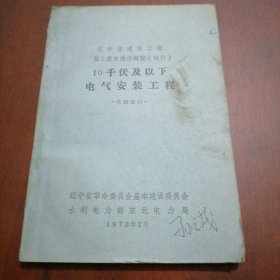 辽宁省建筑工程
施工技术操作规程（试行）
10千伏及以下
电气安装工程
·内部发行·
辽宁省革命委员会基本建设委员会
水利电力部东北电力局
1973年2月